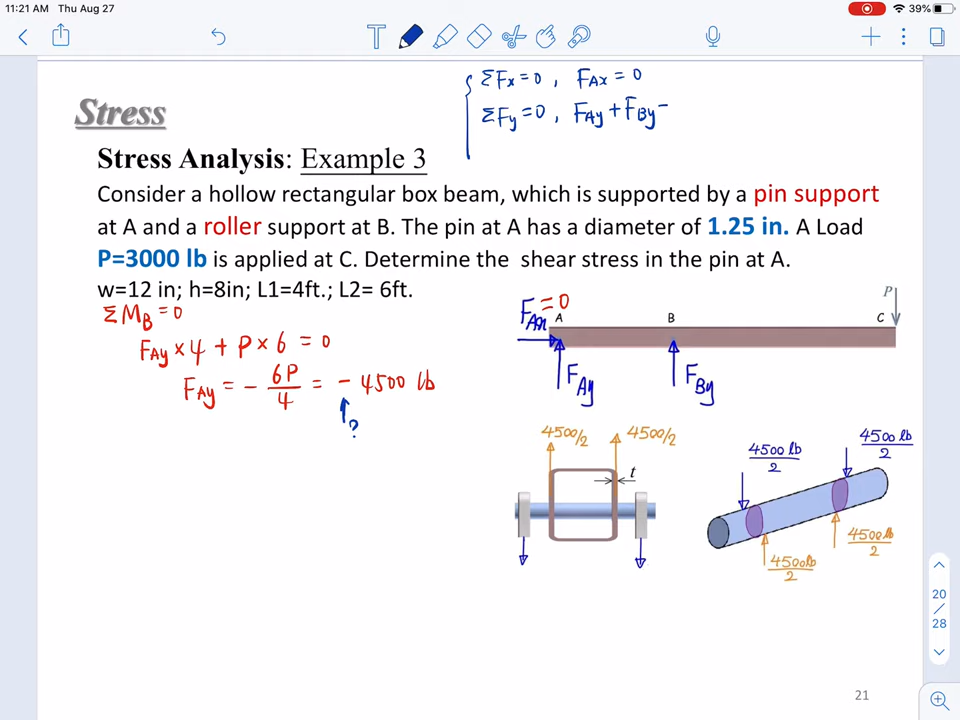 11:21 AM Thu Aug 27
39%
ΣFx = 0 , FAx = 0
ΣFy = 0 , FAy + FBy -
Stress
Stress Analysis: Example 3
Consider a hollow rectangular box beam, which is supported by a pin support
at A and a roller support at B. The pin at A has a diameter of 1.25 in. A Load
P=3000 lb is applied at C. Determine the shear stress in the pin at A.
w=12 in; h=8in; L1=4ft.; L2= 6ft.
ΣMB = 0
FAy × 4 + P × 6 = 0
FAy = - 6P/4 = - 4500 lb
?
P
FAx = 0
A
B
C
FAy
FBy
4500/2
4500/2
t
4500 lb/2
4500 lb/2
4500lb/2
4500lb/2
20
/
28
21